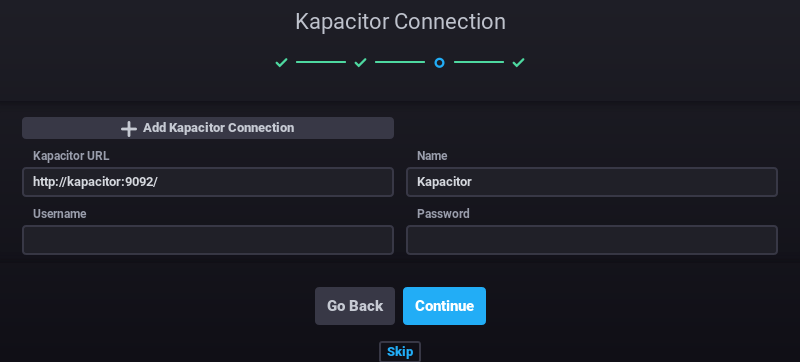 Kapacitor Connection
Add Kapacitor Connection
Kapacitor URL
Name
http://kapacitor:9092/
Kapacitor
Username
Password
Go Back
Continue
Skip